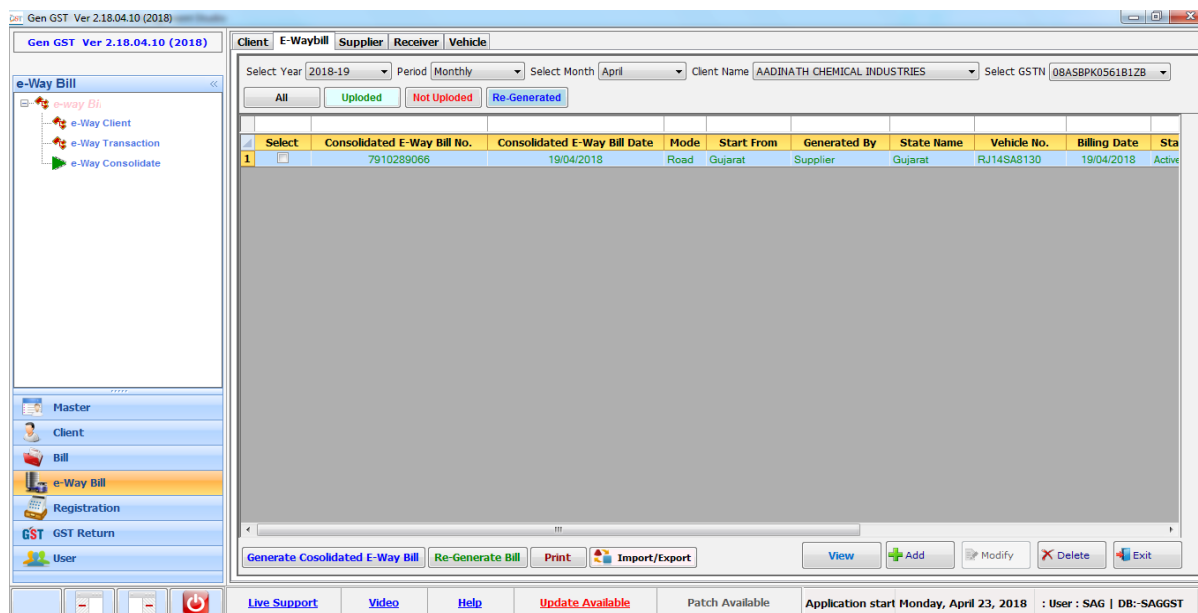 GST Gen GST Ver 2.18.04.10 (2018)
Gen GST Ver 2.18.04.10 (2018)
Client E-Waybill Supplier Receiver Vehicle
Select Year 2018-19 Period Monthly Select Month April Client Name AADINATH CHEMICAL INDUSTRIES Select GSTN 08ASBPK0561B1ZB
All Uploded Not Uploded Re-Generated
e-Way Bill
e-way Bil
e-Way Client
e-Way Transaction
e-Way Consolidate
Select Consolidated E-Way Bill No. Consolidated E-Way Bill Date Mode Start From Generated By State Name Vehicle No. Billing Date Sta
1 7910289066 19/04/2018 Road Gujarat Supplier Gujarat RJ14SA8130 19/04/2018 Active
Master
Client
Bill
e-Way Bill
Registration
GST GST Return
User
Generate Cosolidated E-Way Bill Re-Generate Bill Print Import/Export View Add Modify Delete Exit
Live Support Video Help Update Available Patch Available Application start Monday, April 23, 2018 : User : SAG | DB:-SAGGST